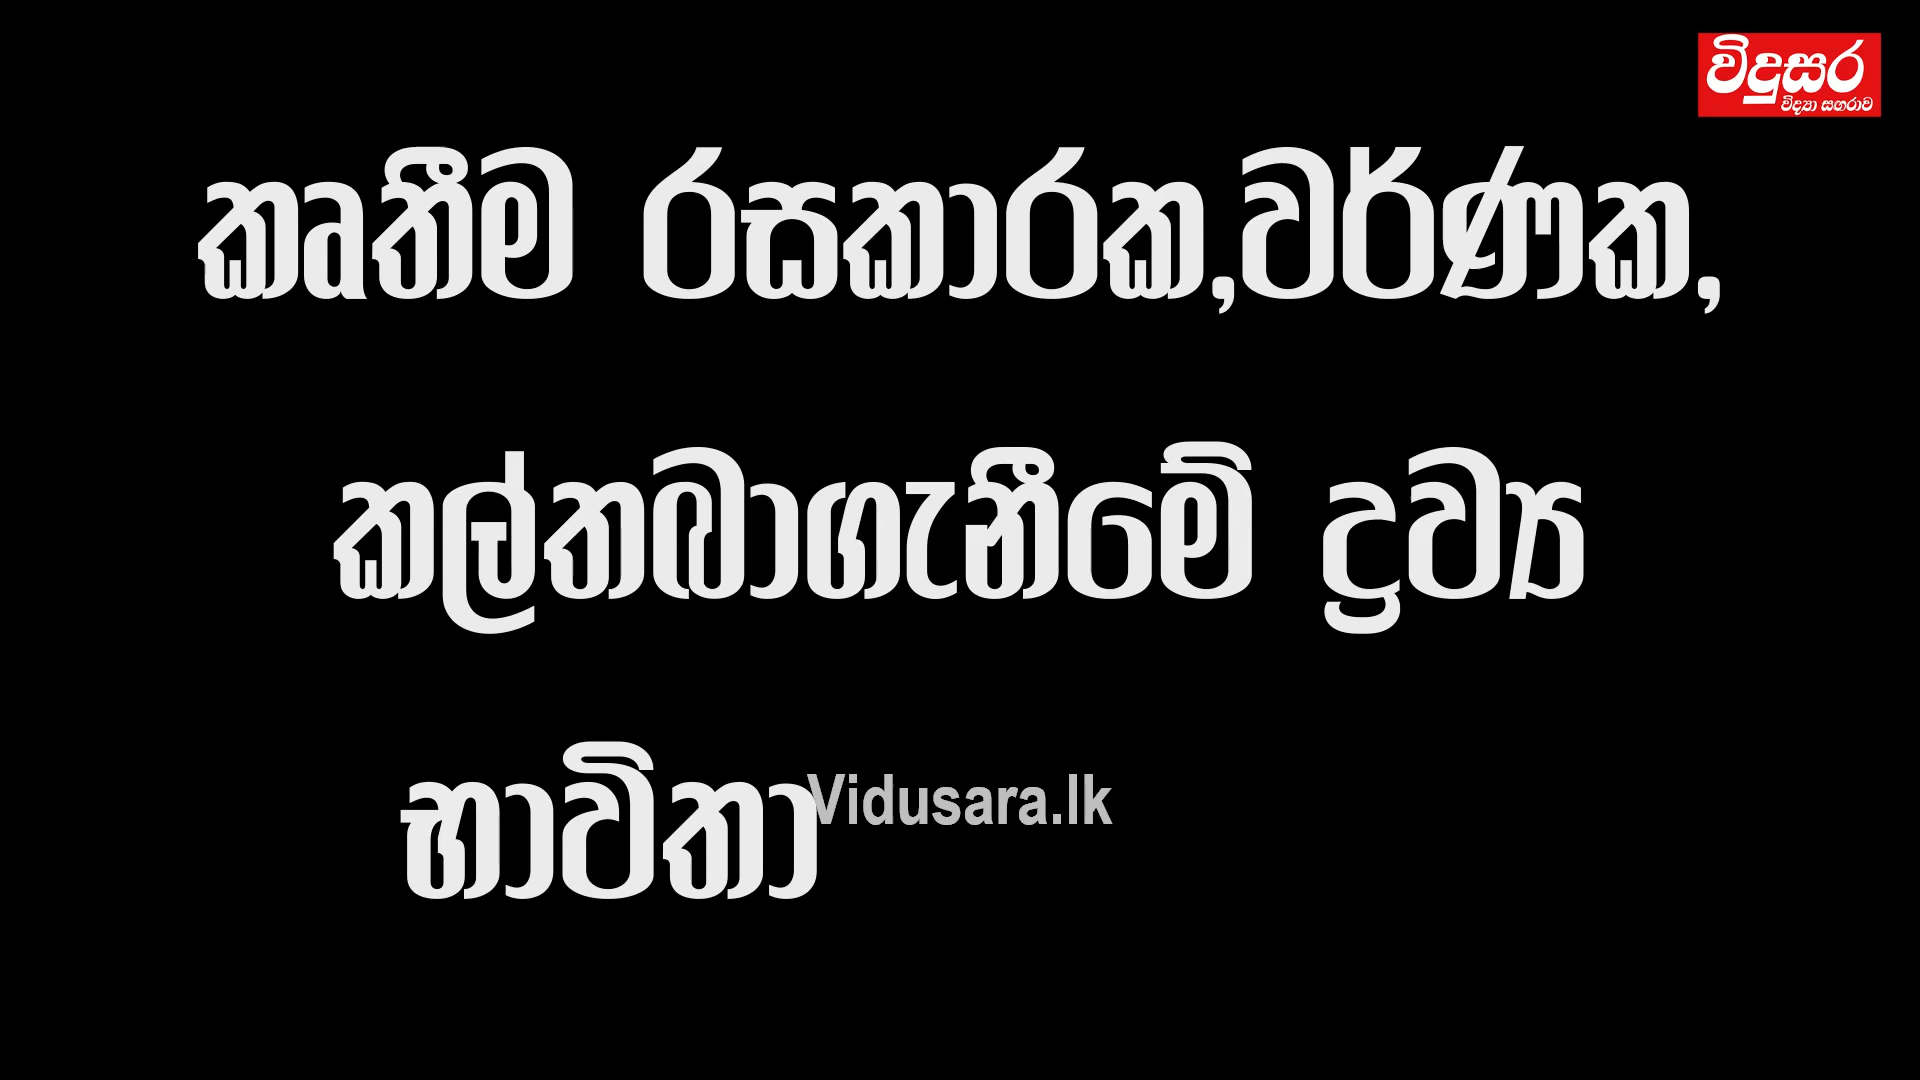 විදුසර
විද්‍යා සඟරාව
කෘතීම රසකාරක,වර්ණක,
කල්තබාගැනීමේ ද්‍රව්‍ය
භාවිතා
Vidusara.lk